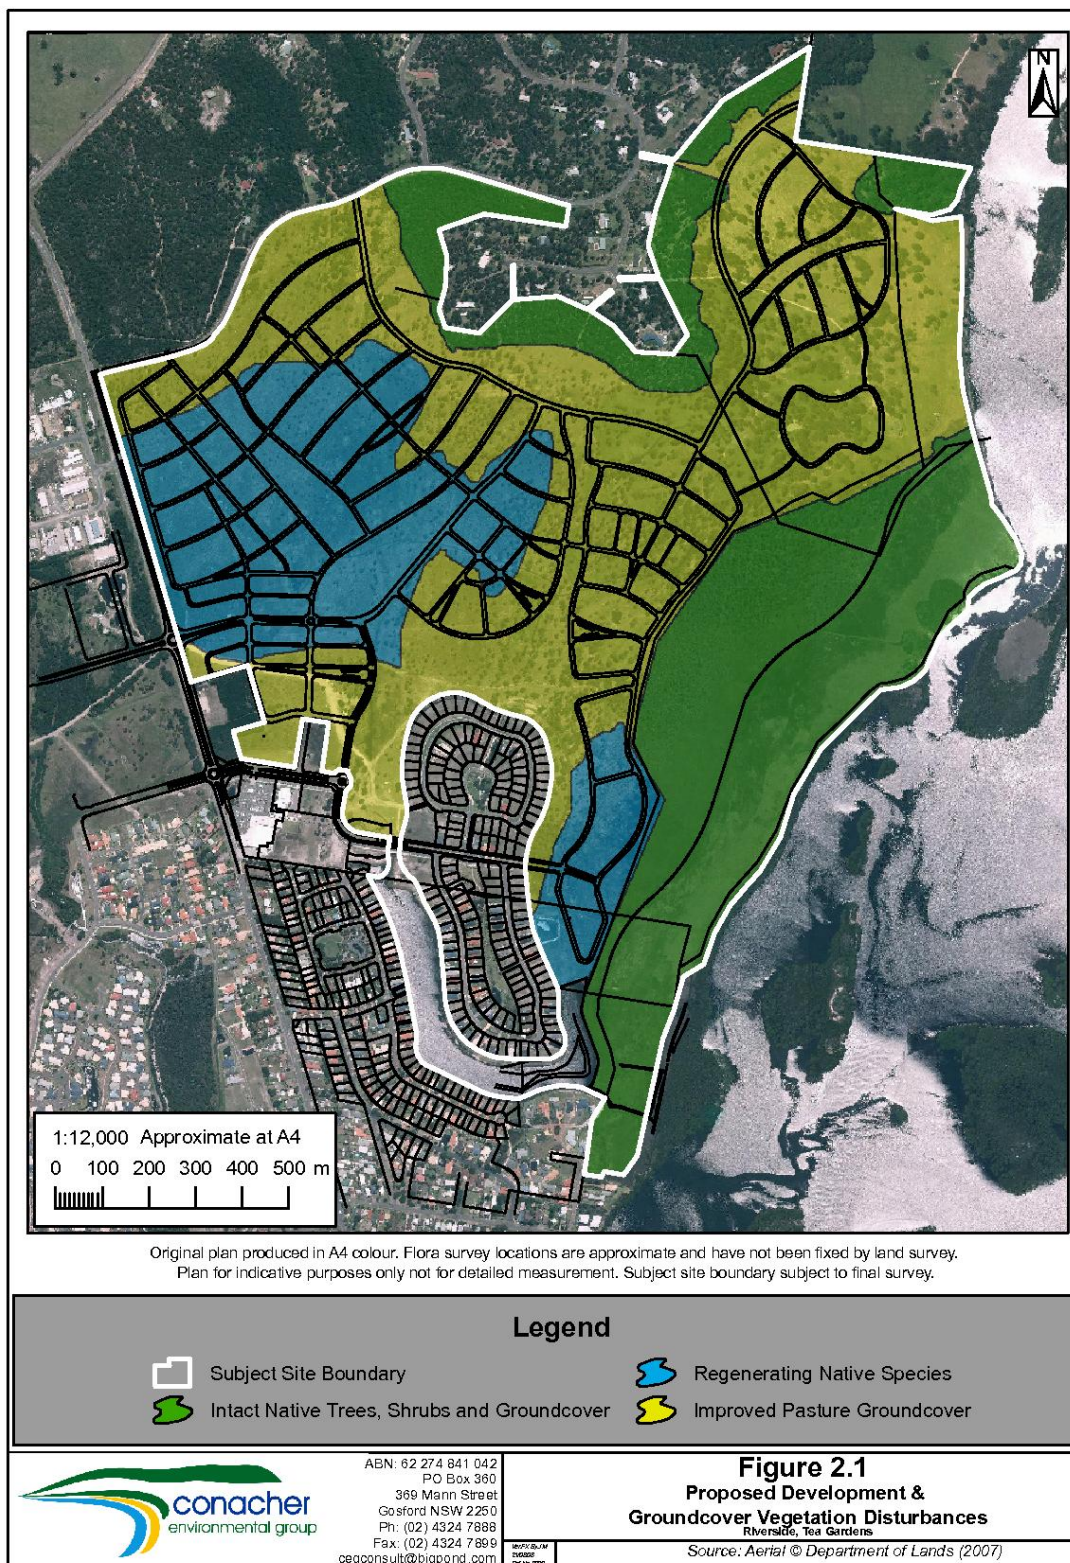 N
1:12,000 Approximate at A4
0 100 200 300 400 500 m
Original plan produced in A4 colour. Flora survey locations are approximate and have not been fixed by land survey.
Plan for indicative purposes only not for detailed measurement. Subject site boundary subject to final survey.
Legend
Subject Site Boundary
Regenerating Native Species
Intact Native Trees, Shrubs and Groundcover
Improved Pasture Groundcover
conacher
environmental group
ABN: 62 274 841 042
PO Box 360
369 Mann Street
Gosford NSW 2250
Ph: (02) 4324 7888
Fax: (02) 4324 7899
cegconsult@bigpond.com
Figure 2.1
Proposed Development &
Groundcover Vegetation Disturbances
Riverside, Tea Gardens
Source: Aerial © Department of Lands (2007)